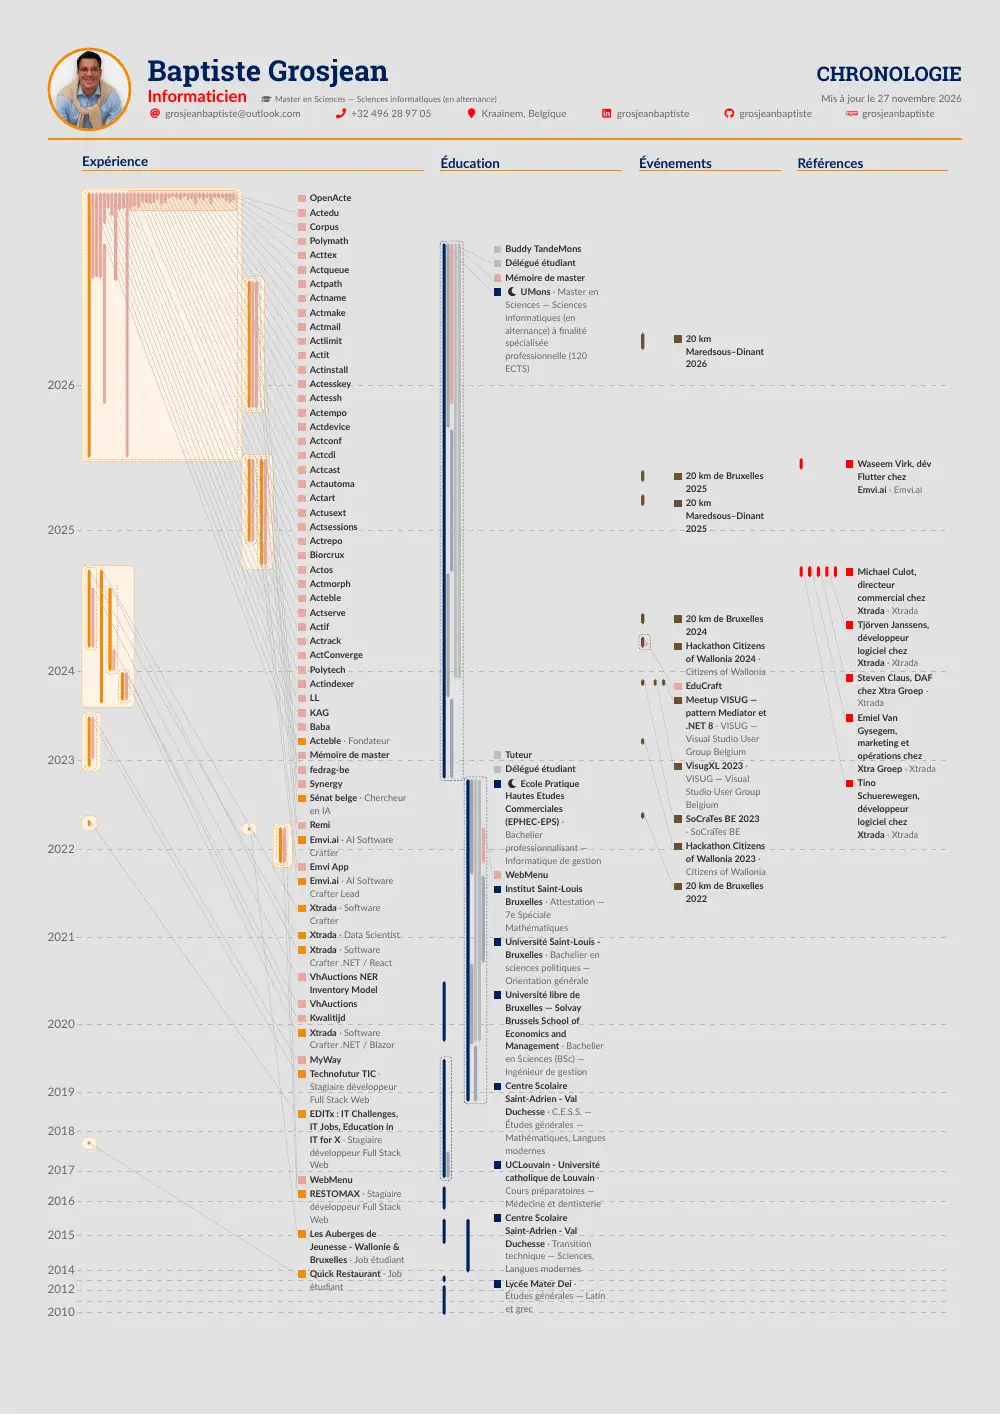 Baptiste Grosjean
CHRONOLOGIE
Informaticien
Master en Sciences — Sciences informatiques (en alternance)
Mis à jour le 27 novembre 2026
grosjeanbaptiste@outlook.com
+32 496 28 97 05
Kraainem, Belgique
grosjeanbaptiste
grosjeanbaptiste
grosjeanbaptiste
Expérience
OpenActe
Actedu
Corpus
Polymath
Acttex
Actqueue
Actpath
Actname
Actmake
Actmail
Actlimit
Actit
Actinstall
Actesskey
Actessh
Actempo
Actdevice
Actconf
Actcdi
Actcast
Actautoma
Actart
Actusext
Actsessions
Actrepo
Biorcrux
Actos
Actmorph
Acteble
Actserve
Actif
Actrack
ActConverge
Polytech
Actindexer
LL
KAG
Baba
Acteble · Fondateur
Mémoire de master
fedrag-be
Synergy
Sénat belge · Chercheur
en IA
Remi
Emvi.ai · AI Software
Crafter
Emvi App
Emvi.ai · AI Software
Crafter Lead
Xtrada · Software
Crafter
Xtrada · Data Scientist
Xtrada · Software
Crafter .NET / React
VhAuctions NER
Inventory Model
VhAuctions
Kwalitijd
Xtrada · Software
Crafter .NET / Blazor
MyWay
Technofutur TIC ·
Stagiaire développeur
Full Stack Web
EDITx : IT Challenges,
IT Jobs, Education in
IT for X · Stagiaire
développeur Full Stack
Web
WebMenu
RESTOMAX · Stagiaire
développeur Full Stack
Web
Les Auberges de
Jeunesse - Wallonie &
Bruxelles · Job étudiant
Quick Restaurant · Job
étudiant
Éducation
Buddy TandeMons
Délégué étudiant
Mémoire de master
UMons · Master en
Sciences — Sciences
informatiques (en
alternance) à finalité
spécialisée
professionnelle (120
ECTS)
Tuteur
Délégué étudiant
Ecole Pratique
Hautes Etudes
Commerciales
(EPHEC-EPS) ·
Bachelier
professionnalisant —
Informatique de gestion
WebMenu
Institut Saint-Louis
Bruxelles · Attestation —
7e Spéciale
Mathématiques
Université Saint-Louis -
Bruxelles · Bachelier en
sciences politiques —
Orientation générale
Université libre de
Bruxelles — Solvay
Brussels School of
Economics and
Management · Bachelier
en Sciences (BSc) —
Ingénieur de gestion
Centre Scolaire
Saint-Adrien - Val
Duchesse · C.E.S.S. —
Études générales —
Mathématiques, Langues
modernes
UCLouvain - Université
catholique de Louvain ·
Cours préparatoires —
Médecine et dentisterie
Centre Scolaire
Saint-Adrien - Val
Duchesse · Transition
technique — Sciences,
Langues modernes
Lycée Mater Dei ·
Études générales — Latin
et grec
Événements
20 km
Maredsous–Dinant
2026
20 km de Bruxelles
2025
20 km
Maredsous–Dinant
2025
20 km de Bruxelles
2024
Hackathon Citizens
of Wallonia 2024 ·
Citizens of Wallonia
EduCraft
Meetup VISUG —
pattern Mediator et
.NET 8 · VISUG —
Visual Studio User
Group Belgium
VisugXL 2023 ·
VISUG — Visual
Studio User Group
Belgium
SoCraTes BE 2023
· SoCraTes BE
Hackathon Citizens
of Wallonia 2023 ·
Citizens of Wallonia
20 km de Bruxelles
2022
Références
Waseem Virk, dév
Flutter chez
Emvi.ai · Emvi.ai
Michael Culot,
directeur
commercial chez
Xtrada · Xtrada
Tjörven Janssens,
développeur
logiciel chez
Xtrada · Xtrada
Steven Claus, DAF
chez Xtra Groep ·
Xtrada
Emiel Van
Gysegem,
marketing et
opérations chez
Xtra Groep · Xtrada
Tino
Schuerewegen,
développeur
logiciel chez
Xtrada · Xtrada
2026
2025
2024
2023
2022
2021
2020
2019
2018
2017
2016
2015
2014
2012
2010